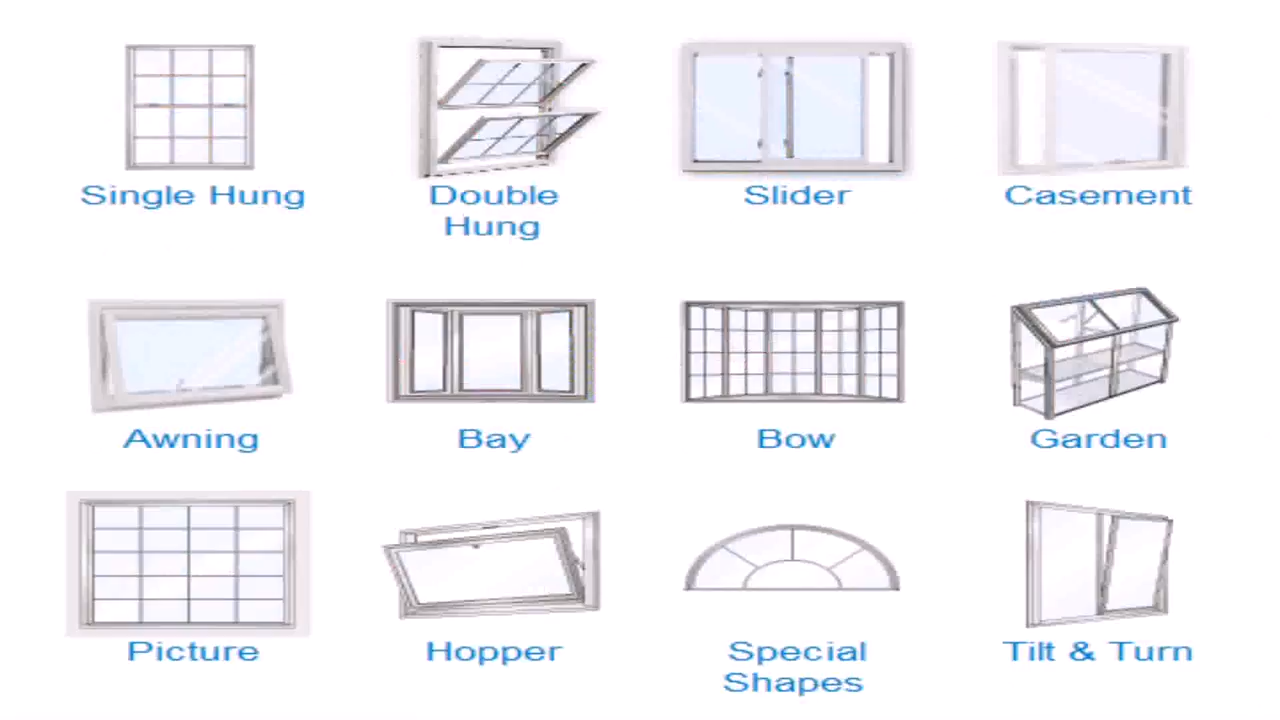 Single Hung
Double
Hung
Slider
Casement
Awning
Bay
Bow
Garden
Picture
Hopper
Special
Shapes
Tilt & Turn